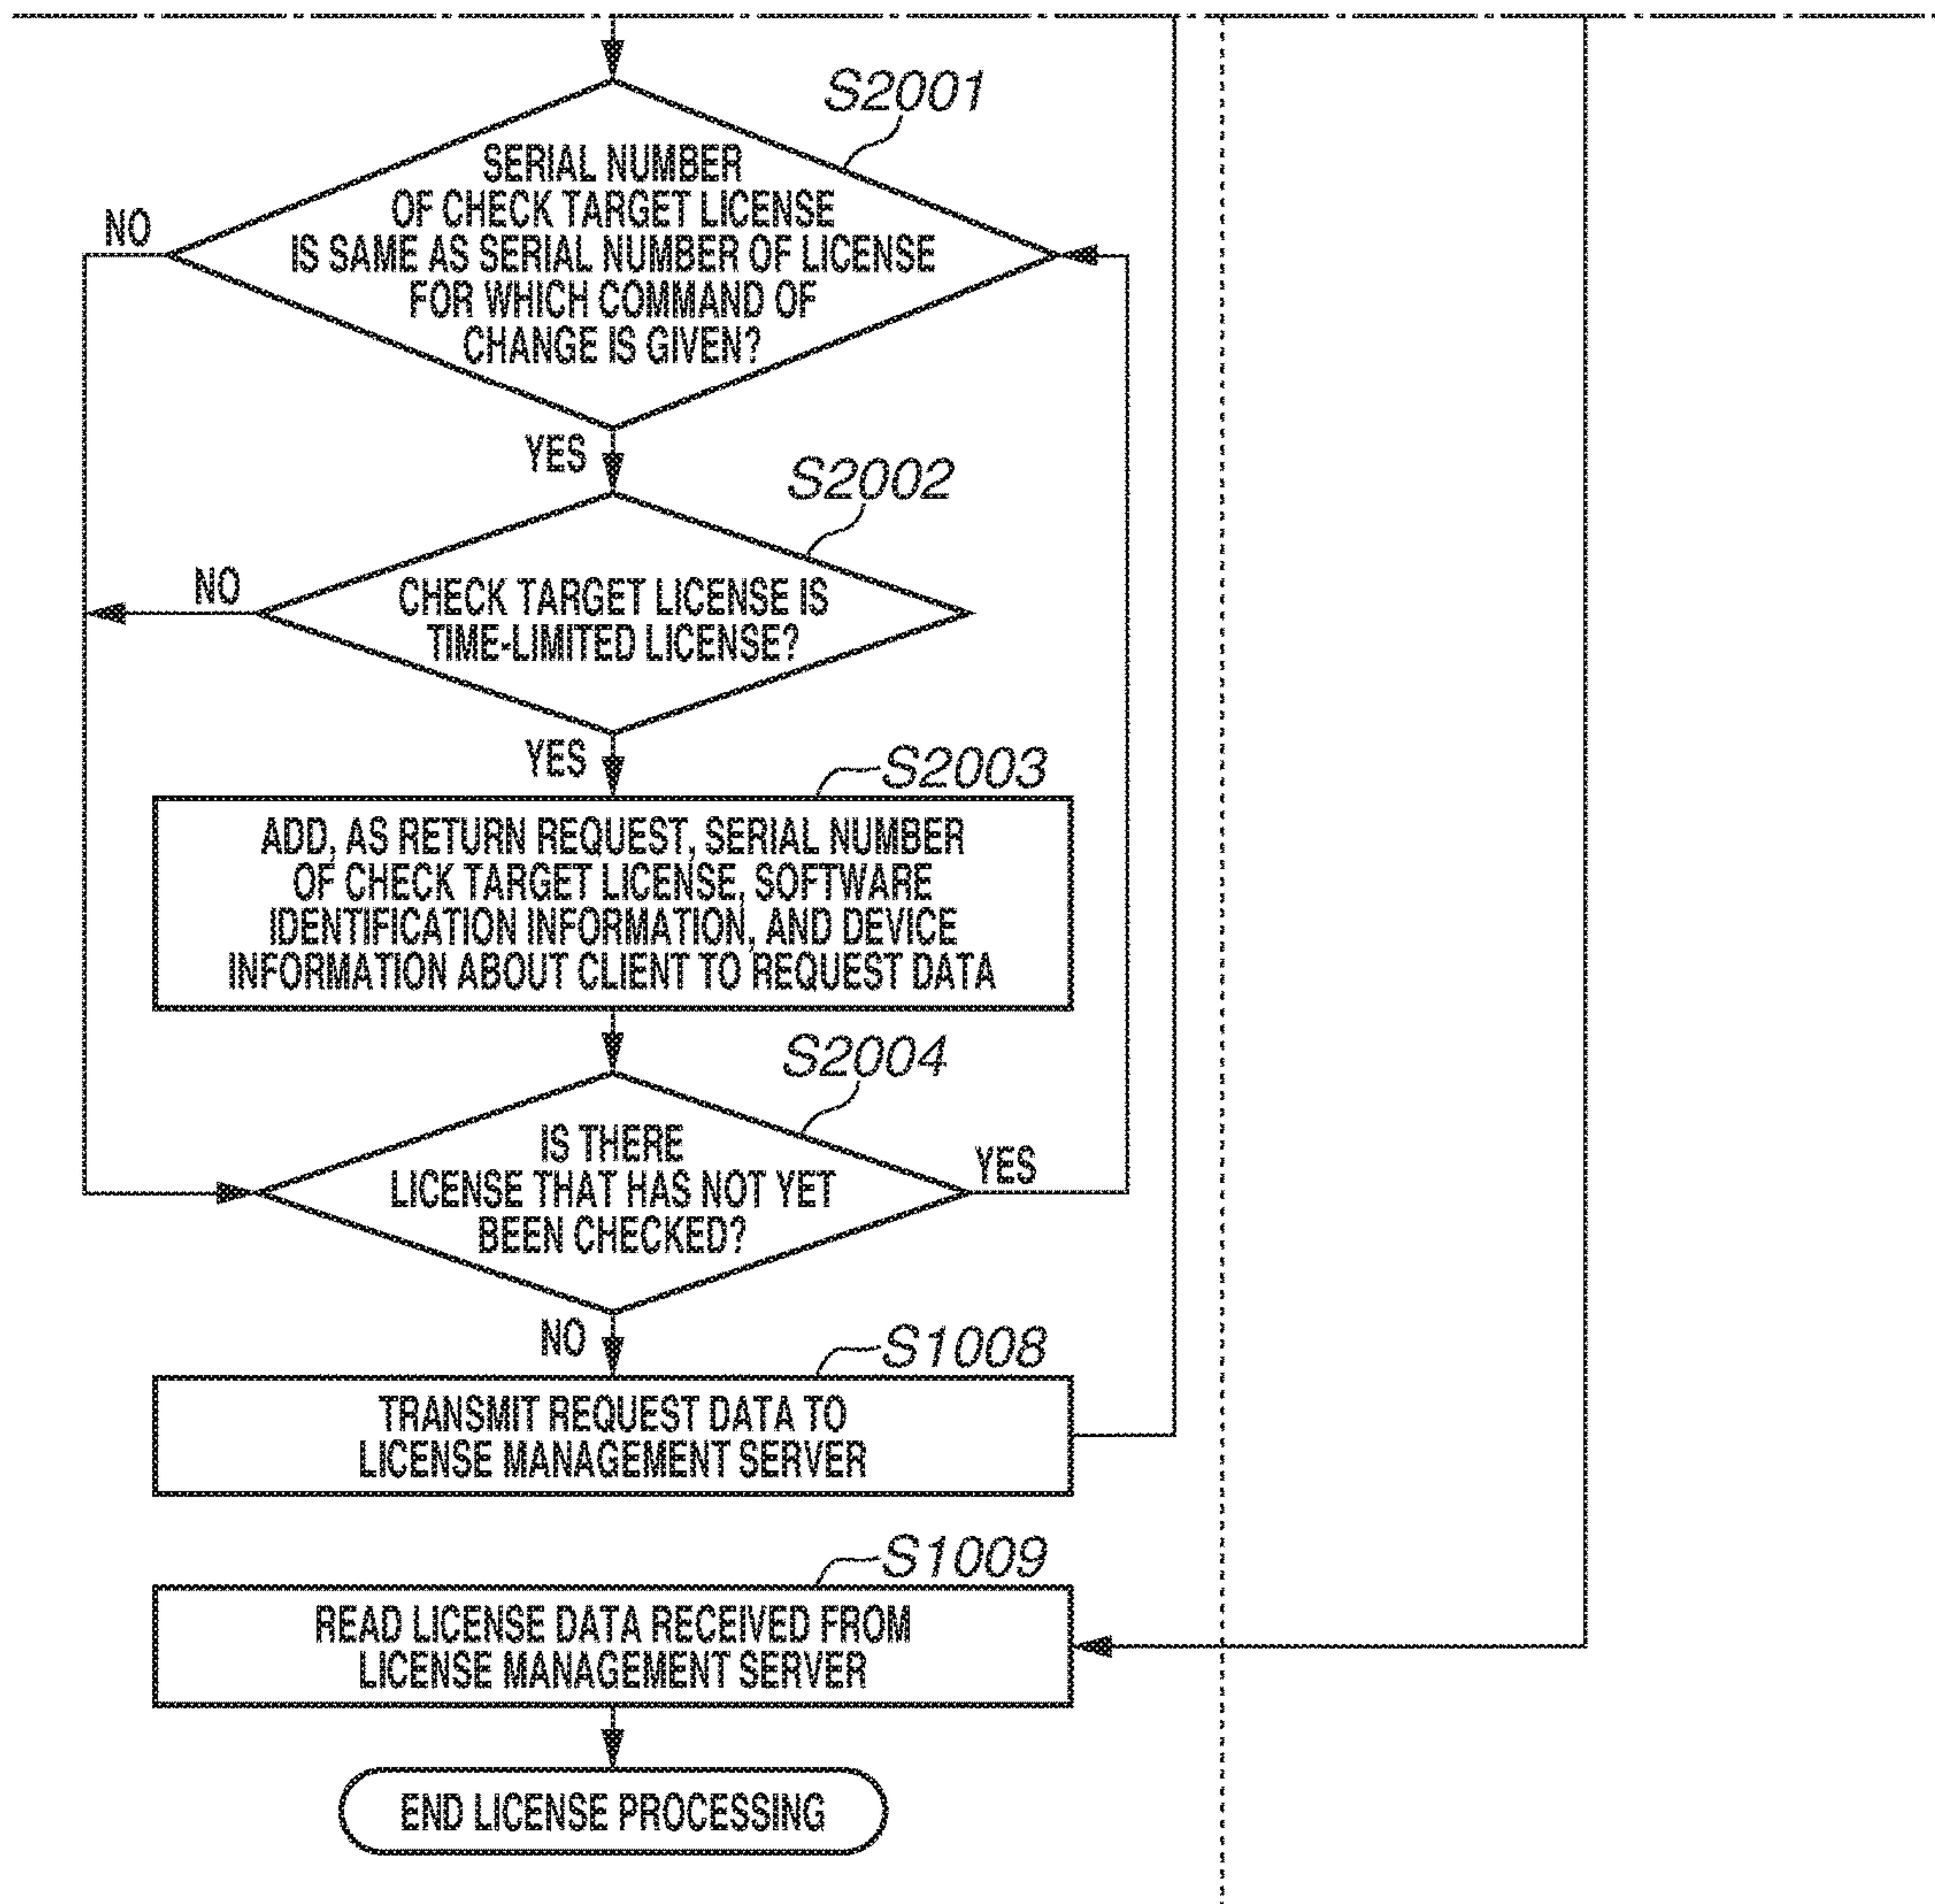 S2001
SERIAL NUMBER
OF CHECK TARGET LICENSE
IS SAME AS SERIAL NUMBER OF LICENSE
FOR WHICH COMMAND OF
CHANGE IS GIVEN?
NO
YES
S2002
CHECK TARGET LICENSE IS
TIME-LIMITED LICENSE?
NO
YES
S2003
ADD, AS RETURN REQUEST, SERIAL NUMBER
OF CHECK TARGET LICENSE, SOFTWARE
IDENTIFICATION INFORMATION, AND DEVICE
INFORMATION ABOUT CLIENT TO REQUEST DATA
S2004
IS THERE
LICENSE THAT HAS NOT YET
BEEN CHECKED?
YES
NO
S1008
TRANSMIT REQUEST DATA TO
LICENSE MANAGEMENT SERVER
S1009
READ LICENSE DATA RECEIVED FROM
LICENSE MANAGEMENT SERVER
END LICENSE PROCESSING